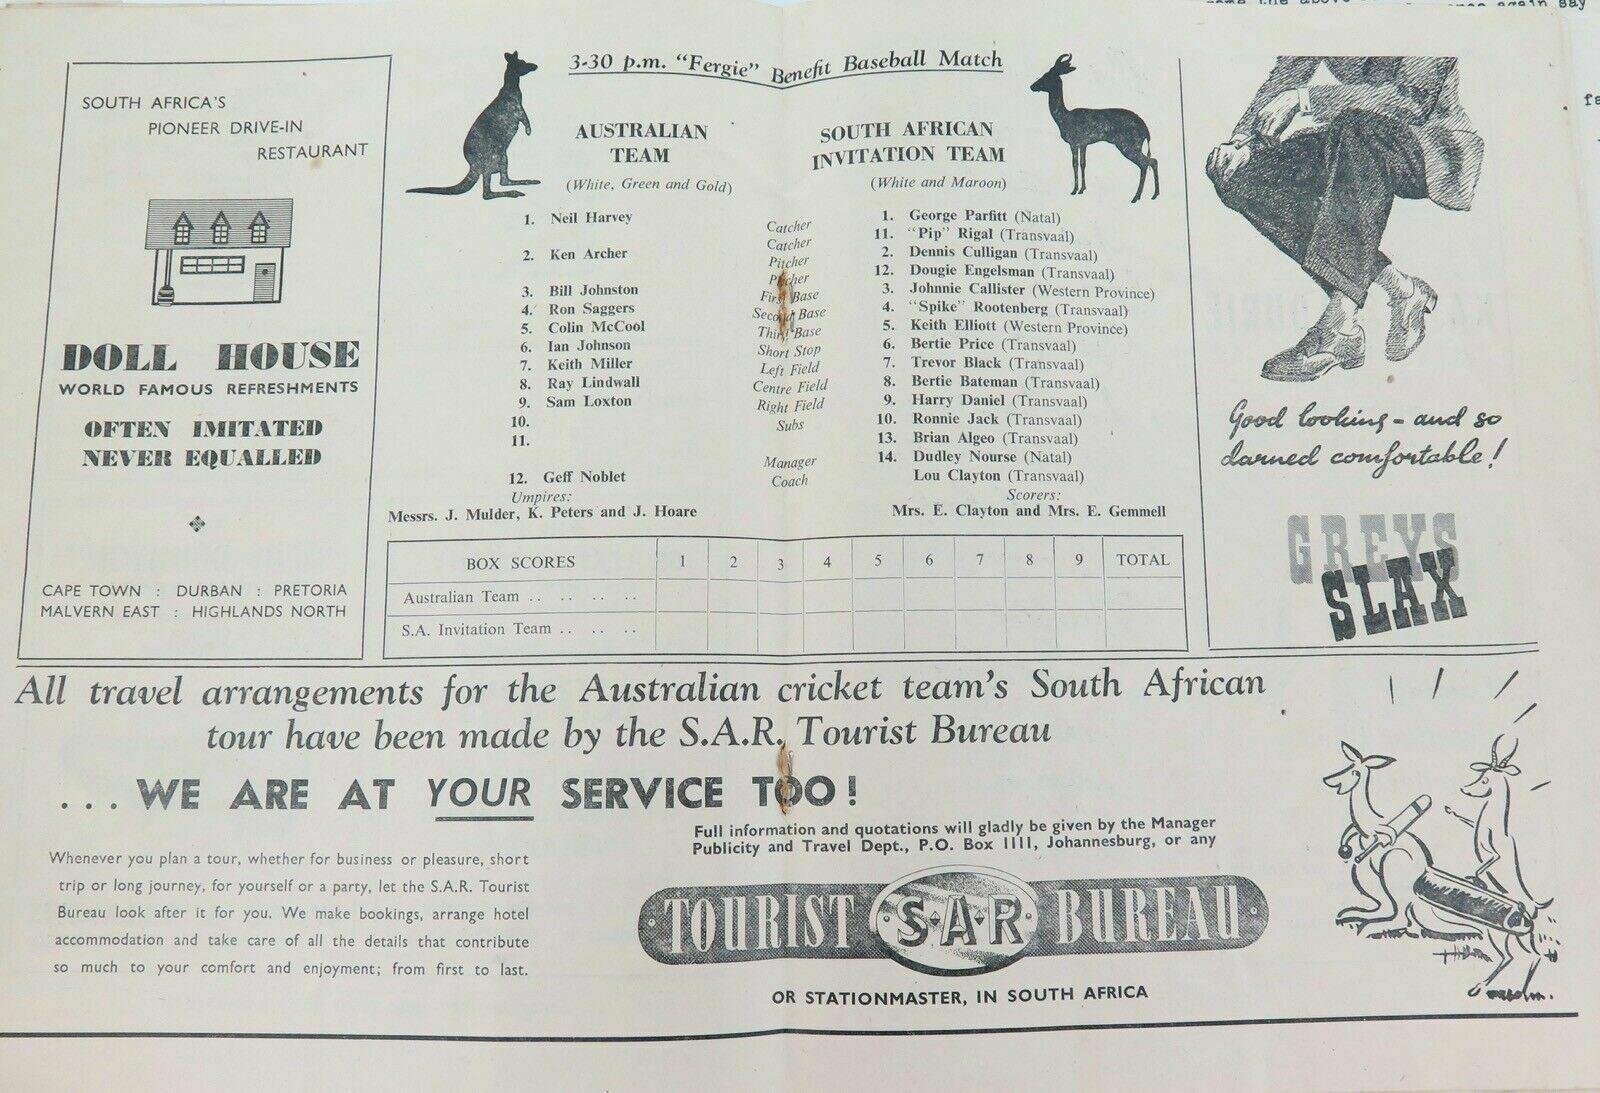 ome the above
once again say
fa
SOUTH AFRICA'S
PIONEER DRIVE-IN
RESTAURANT
DOLL HOUSE
WORLD FAMOUS REFRESHMENTS
OFTEN IMITATED
NEVER EQUALLED
CAPE TOWN : DURBAN : PRETORIA
MALVERN EAST : HIGHLANDS NORTH
3-30 p.m. "Fergie" Benefit Baseball Match
AUSTRALIAN
TEAM
(White, Green and Gold)
1. Neil Harvey
2. Ken Archer
3. Bill Johnston
4. Ron Saggers
5. Colin McCool
6. Ian Johnson
7. Keith Miller
8. Ray Lindwall
9. Sam Loxton
10.
11.
12. Geff Noblet
Umpires:
Messrs. J. Mulder, K. Peters and J. Hoare
Catcher
Catcher
Pitcher
Pitcher
First Base
Second Base
Third Base
Short Stop
Left Field
Centre Field
Right Field
Subs
Manager
Coach
SOUTH AFRICAN
INVITATION TEAM
(White and Maroon)
1. George Parfitt (Natal)
11. "Pip" Rigal (Transvaal)
2. Dennis Culligan (Transvaal)
12. Dougie Engelsman (Transvaal)
3. Johnnie Callister (Western Province)
4. "Spike" Rootenberg (Transvaal)
5. Keith Elliott (Western Province)
6. Bertie Price (Transvaal)
7. Trevor Black (Transvaal)
8. Bertie Bateman (Transvaal)
9. Harry Daniel (Transvaal)
10. Ronnie Jack (Transvaal)
13. Brian Algeo (Transvaal)
14. Dudley Nourse (Natal)
Lou Clayton (Transvaal)
Scorers:
Mrs. E. Clayton and Mrs. E. Gemmell
BOX SCORES 1 2 3 4 5 6 7 8 9 TOTAL
Australian Team .. .. .. ..
S.A. Invitation Team .. .. ..
Good looking - and so
darned comfortable!
GREYS
SLAX
All travel arrangements for the Australian cricket team's South African
tour have been made by the S.A.R. Tourist Bureau
... WE ARE AT YOUR SERVICE TOO!
Whenever you plan a tour, whether for business or pleasure, short
trip or long journey, for yourself or a party, let the S.A.R. Tourist
Bureau look after it for you. We make bookings, arrange hotel
accommodation and take care of all the details that contribute
so much to your comfort and enjoyment; from first to last.
Full information and quotations will gladly be given by the Manager
Publicity and Travel Dept., P.O. Box 1111, Johannesburg, or any
TOURIST S·A·R BUREAU
OR STATIONMASTER, IN SOUTH AFRICA